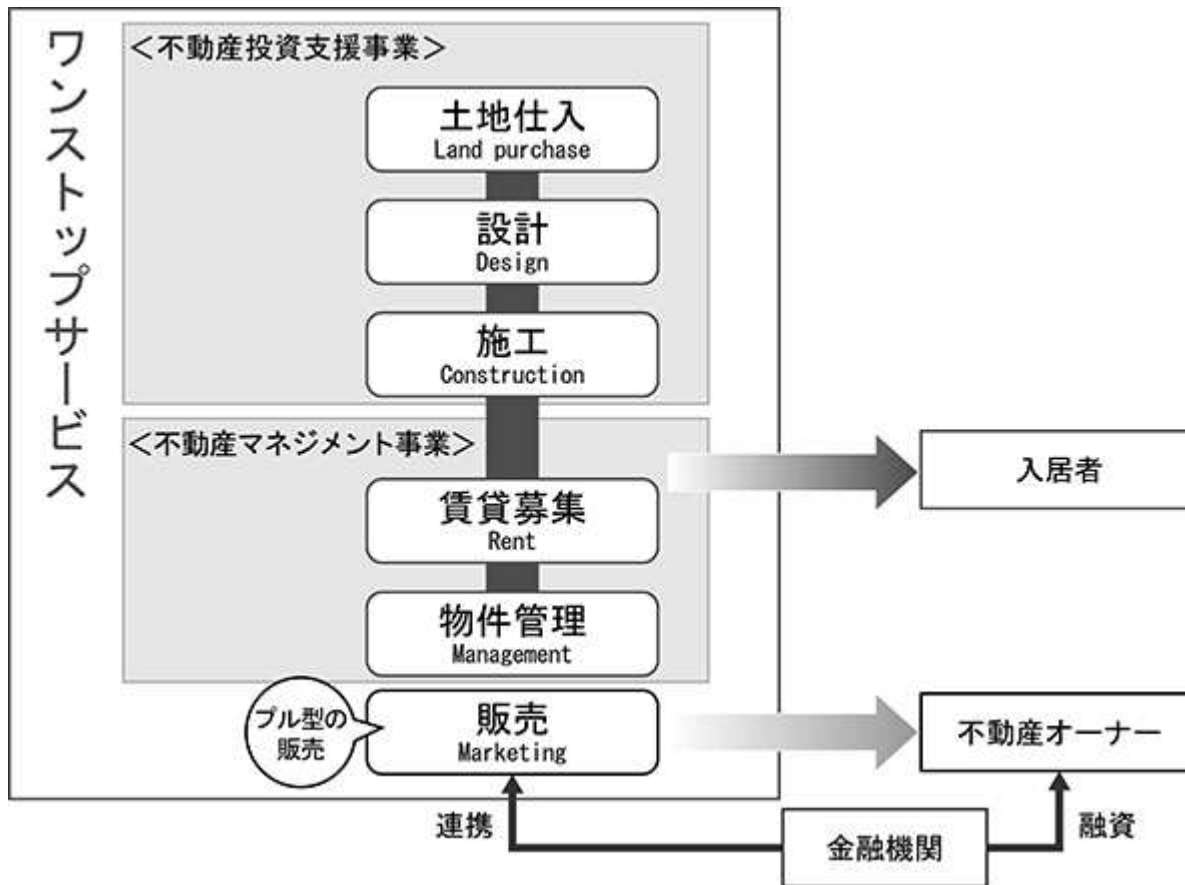 ワンストップサービス
＜不動産投資支援事業＞
土地仕入
Land purchase
設計
Design
施工
Construction
＜不動産マネジメント事業＞
賃貸募集
Rent
物件管理
Management
入居者
プル型の
販売
販売
Marketing
不動産オーナー
連携
金融機関
融資